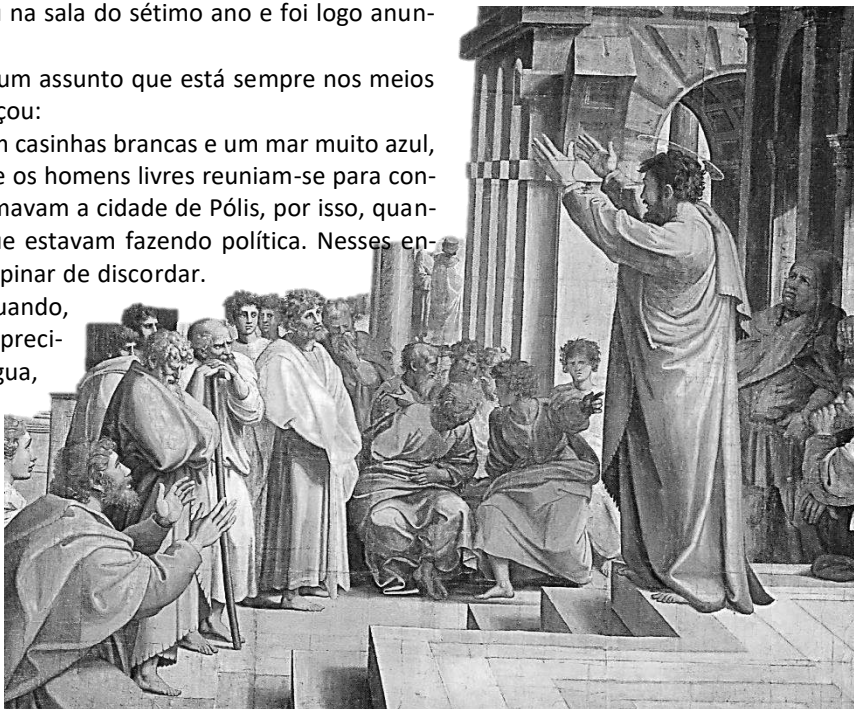 na sala do sétimo ano e foi logo anun-
um assunto que está sempre nos meios
çou:
casinhas brancas e um mar muito azul,
e os homens livres reuniam-se para con-
mavam a cidade de Pólis, por isso, quan-
ue estavam fazendo política. Nesses en-
pinar de discordar.
uando,
preci-
gua,